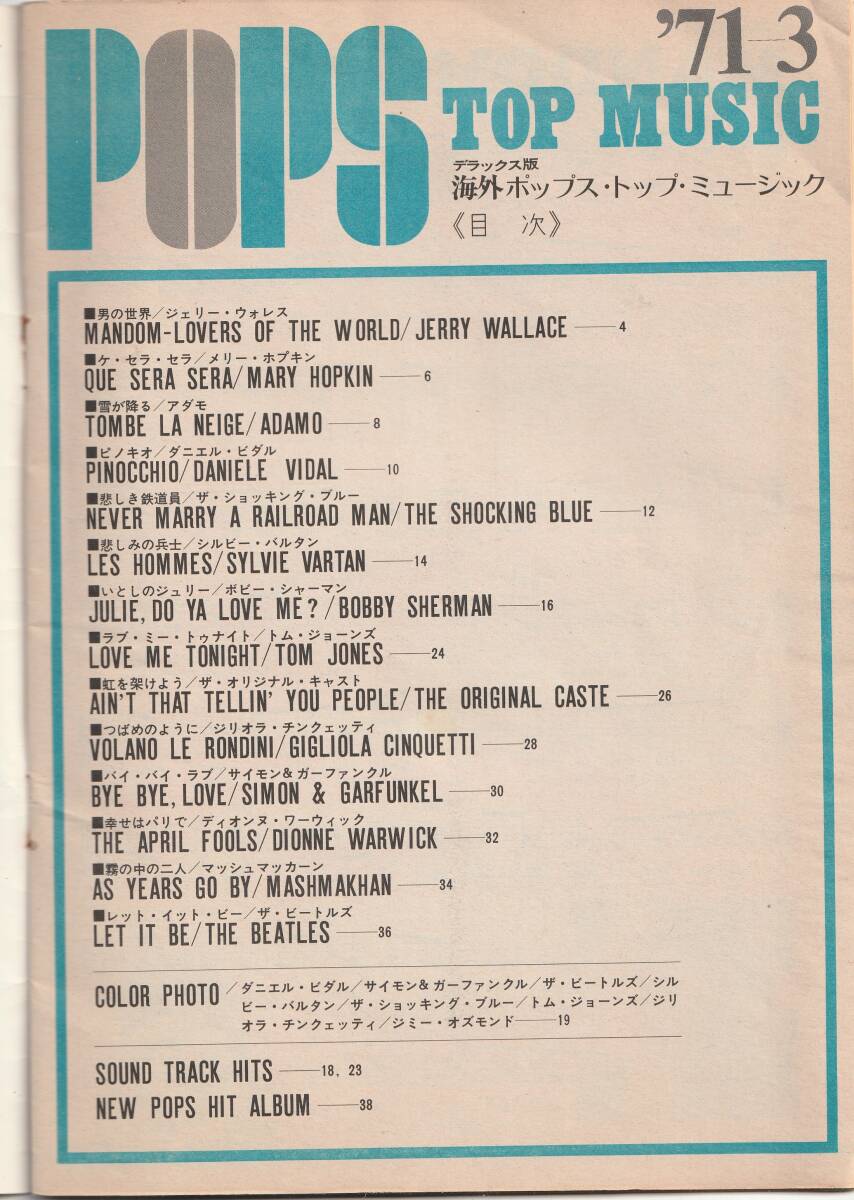 POPS
'71-3
TOP MUSIC
デラックス版
海外ポップス・トップ・ミュージック
《目 次》
■男の世界/ジェリー・ウォレス
MANDOM-LOVERS OF THE WORLD/JERRY WALLACE——4
■ケ・セラ・セラ/メリー・ホプキン
QUE SERA SERA/MARY HOPKIN——6
■雪が降る/アダモ
TOMBE LA NEIGE/ADAMO——8
■ピノキオ/ダニエル・ビダル
PINOCCHIO/DANIELE VIDAL——10
■悲しき鉄道員/ザ・ショッキング・ブルー
NEVER MARRY A RAILROAD MAN/THE SHOCKING BLUE——12
■悲しみの兵士/シルビー・バルタン
LES HOMMES/SYLVIE VARTAN——14
■いとしのジュリー/ボビー・シャーマン
JULIE, DO YA LOVE ME?/BOBBY SHERMAN——16
■ラブ・ミー・トゥナイト/トム・ジョーンズ
LOVE ME TONIGHT/TOM JONES——24
■虹を架けよう/ザ・オリジナル・キャスト
AIN'T THAT TELLIN' YOU PEOPLE/THE ORIGINAL CASTE——26
■つばめのように/ジリオラ・チンクェッティ
VOLANO LE RONDINI/GIGLIOLA CINQUETTI——28
■バイ・バイ・ラブ/サイモン&ガーファンクル
BYE BYE, LOVE/SIMON & GARFUNKEL——30
■幸せはパリで/ディオンヌ・ワーウィック
THE APRIL FOOLS/DIONNE WARWICK——32
■霧の中の二人/マッシュマッカーン
AS YEARS GO BY/MASHMAKHAN——34
■レット・イット・ビー/ザ・ビートルズ
LET IT BE/THE BEATLES——36
COLOR PHOTO/ダニエル・ビダル/サイモン&ガーファンクル/ザ・ビートルズ/シル
ビー・バルタン/ザ・ショッキング・ブルー/トム・ジョーンズ/ジリ
オラ・チンクェッティ/ジミー・オズモンド——19
SOUND TRACK HITS——18, 23
NEW POPS HIT ALBUM——38